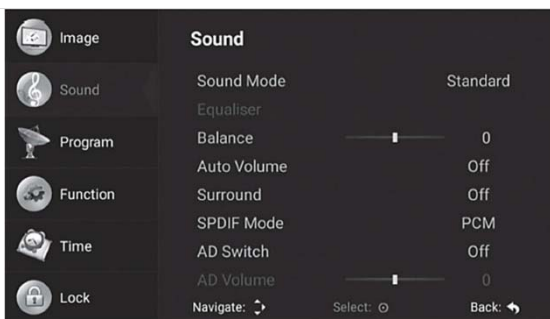 Image
Sound
Program
Function
Time
Lock
Sound
Sound Mode Standard
Equaliser
Balance 0
Auto Volume Off
Surround Off
SPDIF Mode PCM
AD Switch Off
AD Volume 0
Navigate: Select: Back: